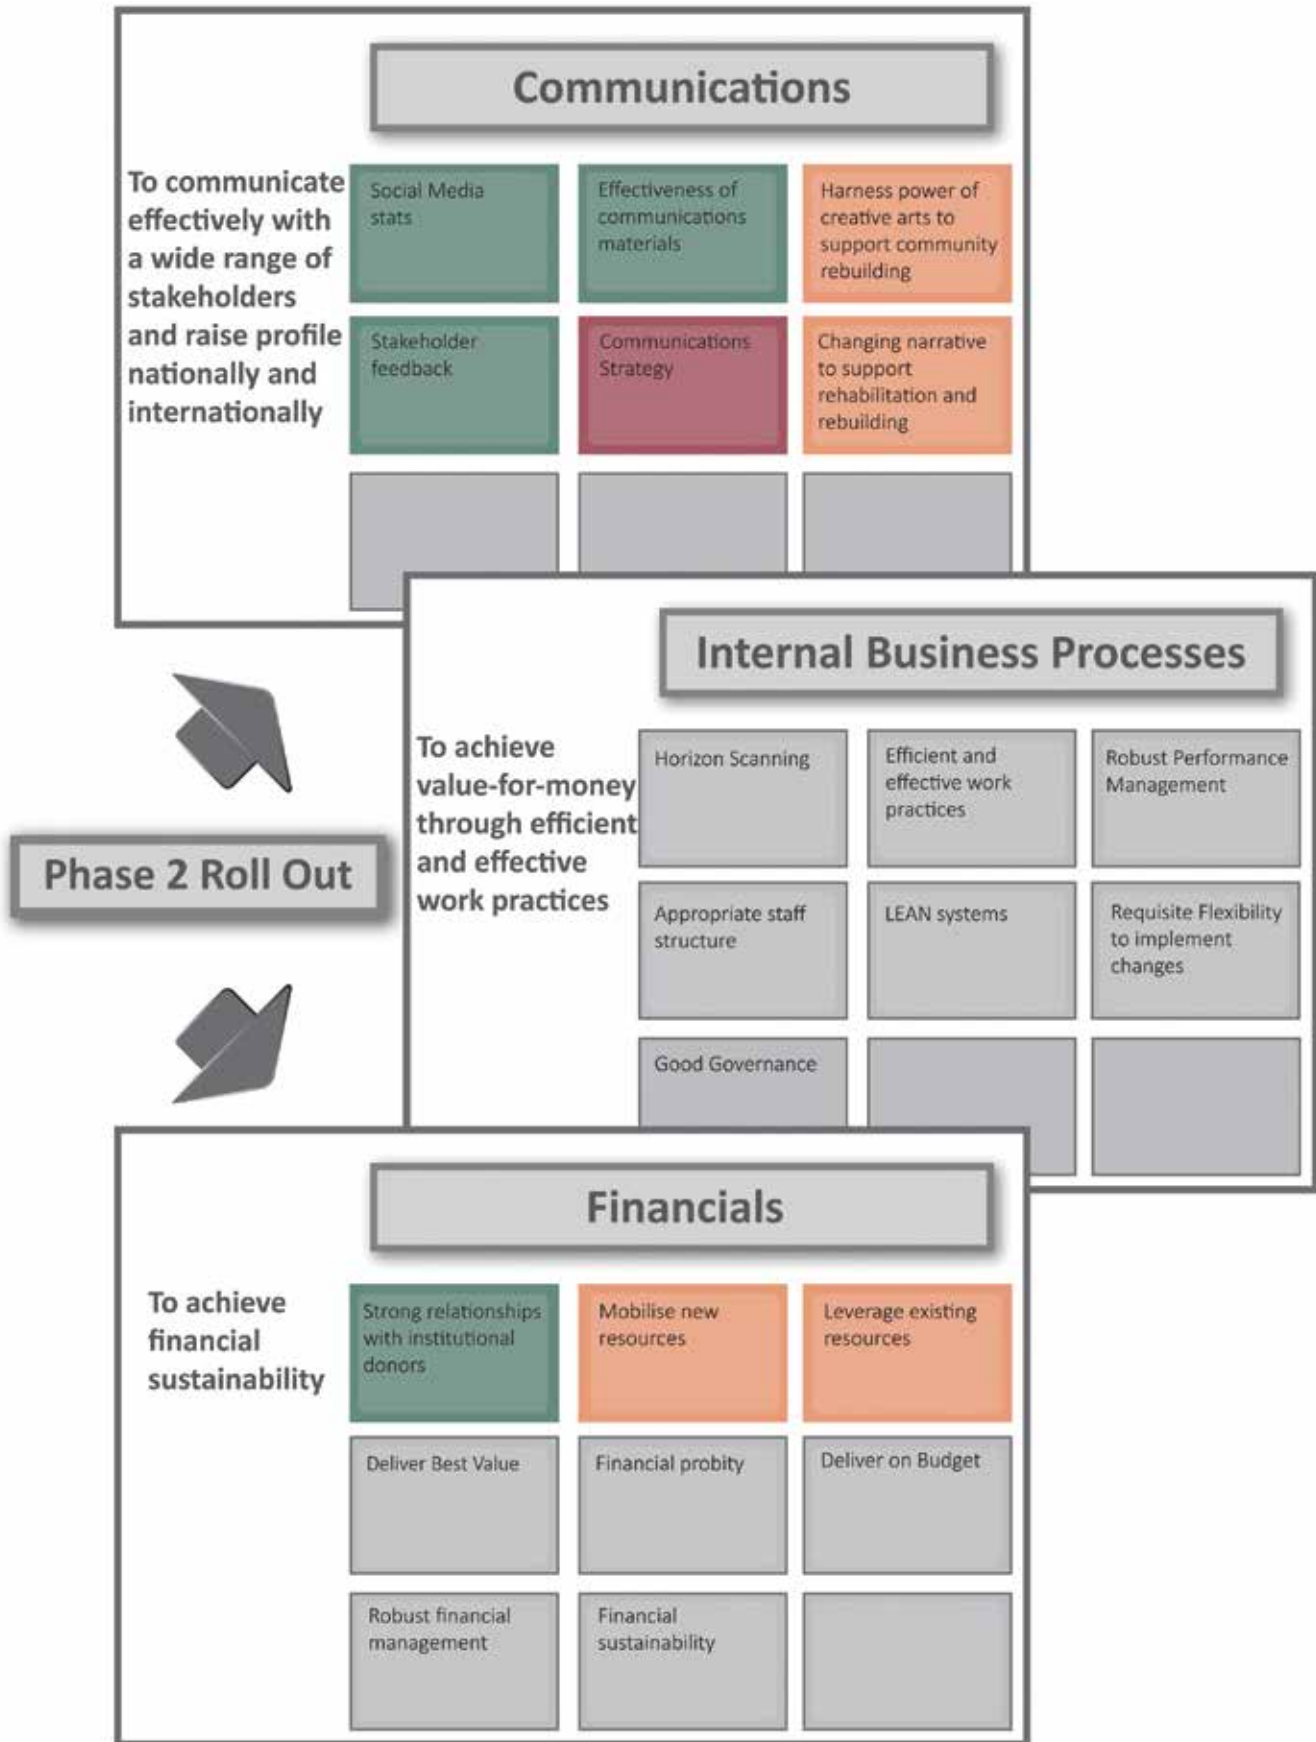 Communications
To communicate
effectively with
a wide range of
stakeholders
and raise profile
nationally and
internationally
Social Media
stats
Effectiveness of
communications
materials
Harness power of
creative arts to
support community
rebuilding
Stakeholder
feedback
Communications
Strategy
Changing narrative
to support
rehabilitation and
rebuilding
Internal Business Processes
To achieve
value-for-money
through efficient
and effective
work practices
Horizon Scanning
Efficient and
effective work
practices
Robust Performance
Management
Appropriate staff
structure
LEAN systems
Requisite Flexibility
to implement
changes
Good Governance
Phase 2 Roll Out
Financials
To achieve
financial
sustainability
Strong relationships
with institutional
donors
Mobilise new
resources
Leverage existing
resources
Deliver Best Value
Financial probity
Deliver on Budget
Robust financial
management
Financial
sustainability